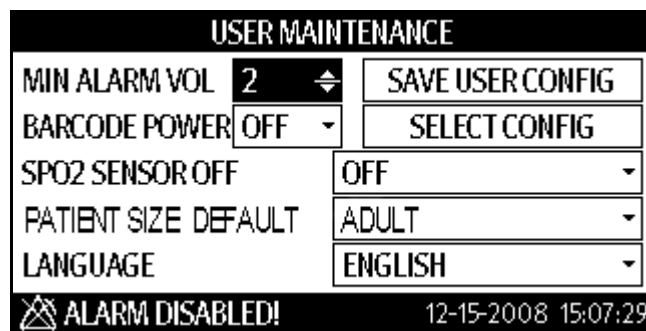 USER MAINTENANCE
MIN ALARM VOL 2 SAVE USER CONFIG
BARCODE POWER OFF SELECT CONFIG
SPO2 SENSOR OFF OFF
PATIENT SIZE DEFAULT ADULT
LANGUAGE ENGLISH
ALARM DISABLED! 12-15-2008 15:07:29